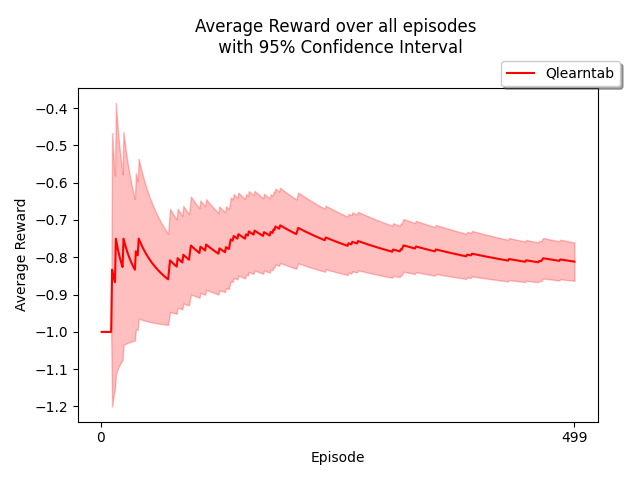 Average Reward over all episodes
with 95% Confidence Interval
Qlearntab
−0.4
−0.5
−0.6
−0.7
−0.8
−0.9
−1.0
−1.1
−1.2
Average Reward
0
499
Episode